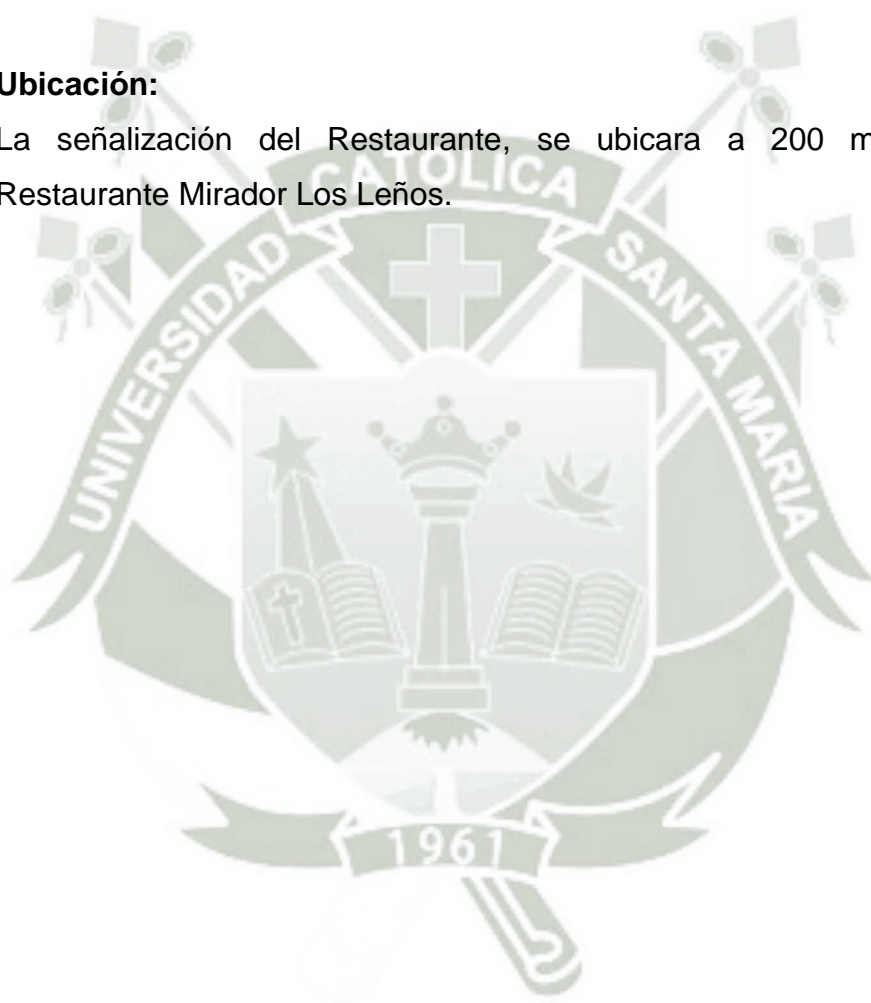 Ubicación:
La señalización del Restaurante, se ubicara a 200 m
Restaurante Mirador Los Leños.
UNIVERSIDAD CATOLICA SANTA MARIA
1961